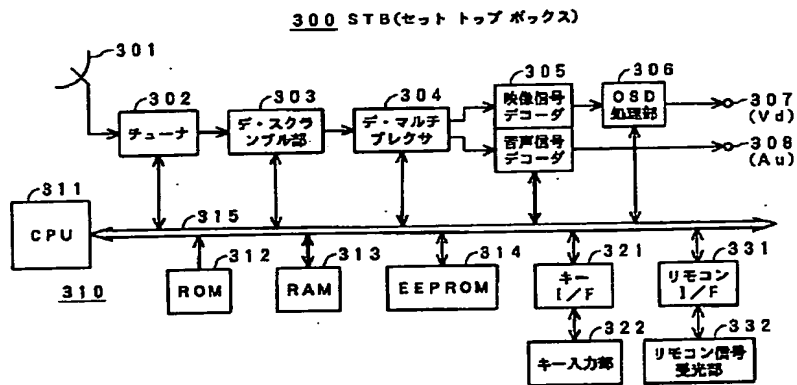 300 STB(セット トップ ボックス)
301
302
チューナ
303
デ・スクラ
ンブル部
304
デ・マルチ
プレクサ
305
映像信号
デコーダ
音声信号
デコーダ
306
OSD
処理部
307
(Vd)
308
(Au)
311
CPU
310
315
312
ROM
313
RAM
314
EEPROM
321
キー
I/F
331
リモコン
I/F
322
キー入力部
332
リモコン信号
受光部